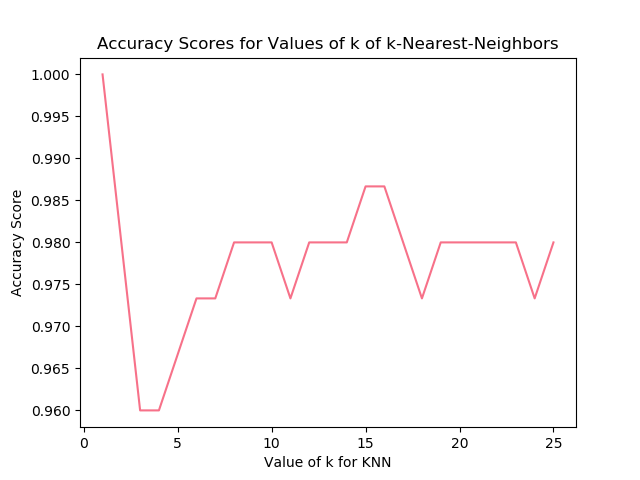 Accuracy Scores for Values of k of k-Nearest-Neighbors
1.000
0.995
0.990
0.985
0.980
0.975
0.970
0.965
0.960
Accuracy Score
0 5 10 15 20 25
Value of k for KNN